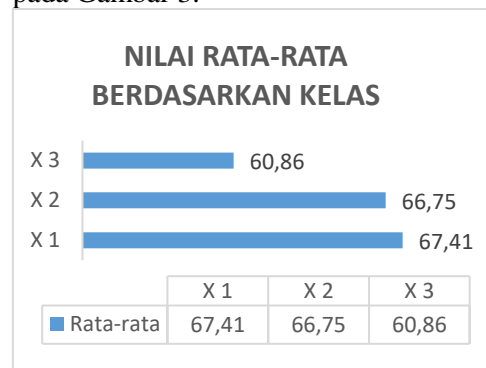 pada Gambar 3.
NILAI RATA-RATA
BERDASARKAN KELAS
X 3 60,86
X 2 66,75
X 1 67,41
X 1 X 2 X 3
Rata-rata 67,41 66,75 60,86